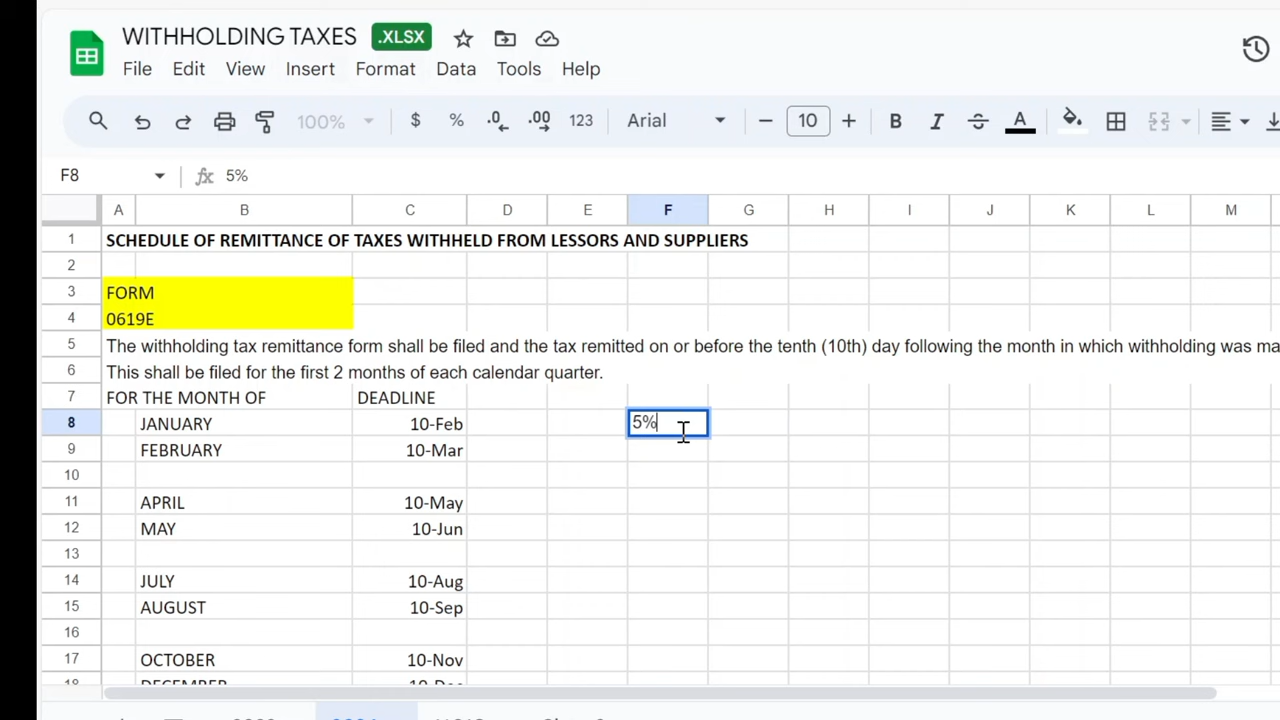 WITHHOLDING TAXES .XLSX
File Edit View Insert Format Data Tools Help
100% $ % .0 .00 123 Arial 10 B I S A
F8 fx 5%
A B C D E F G H I J K L M
1 SCHEDULE OF REMITTANCE OF TAXES WITHHELD FROM LESSORS AND SUPPLIERS
2
3 FORM
4 0619E
5 The withholding tax remittance form shall be filed and the tax remitted on or before the tenth (10th) day following the month in which withholding was ma
6 This shall be filed for the first 2 months of each calendar quarter.
7 FOR THE MONTH OF DEADLINE
8 JANUARY 10-Feb 5%
9 FEBRUARY 10-Mar
10
11 APRIL 10-May
12 MAY 10-Jun
13
14 JULY 10-Aug
15 AUGUST 10-Sep
16
17 OCTOBER 10-Nov
18 DECEMBER 10-Dec